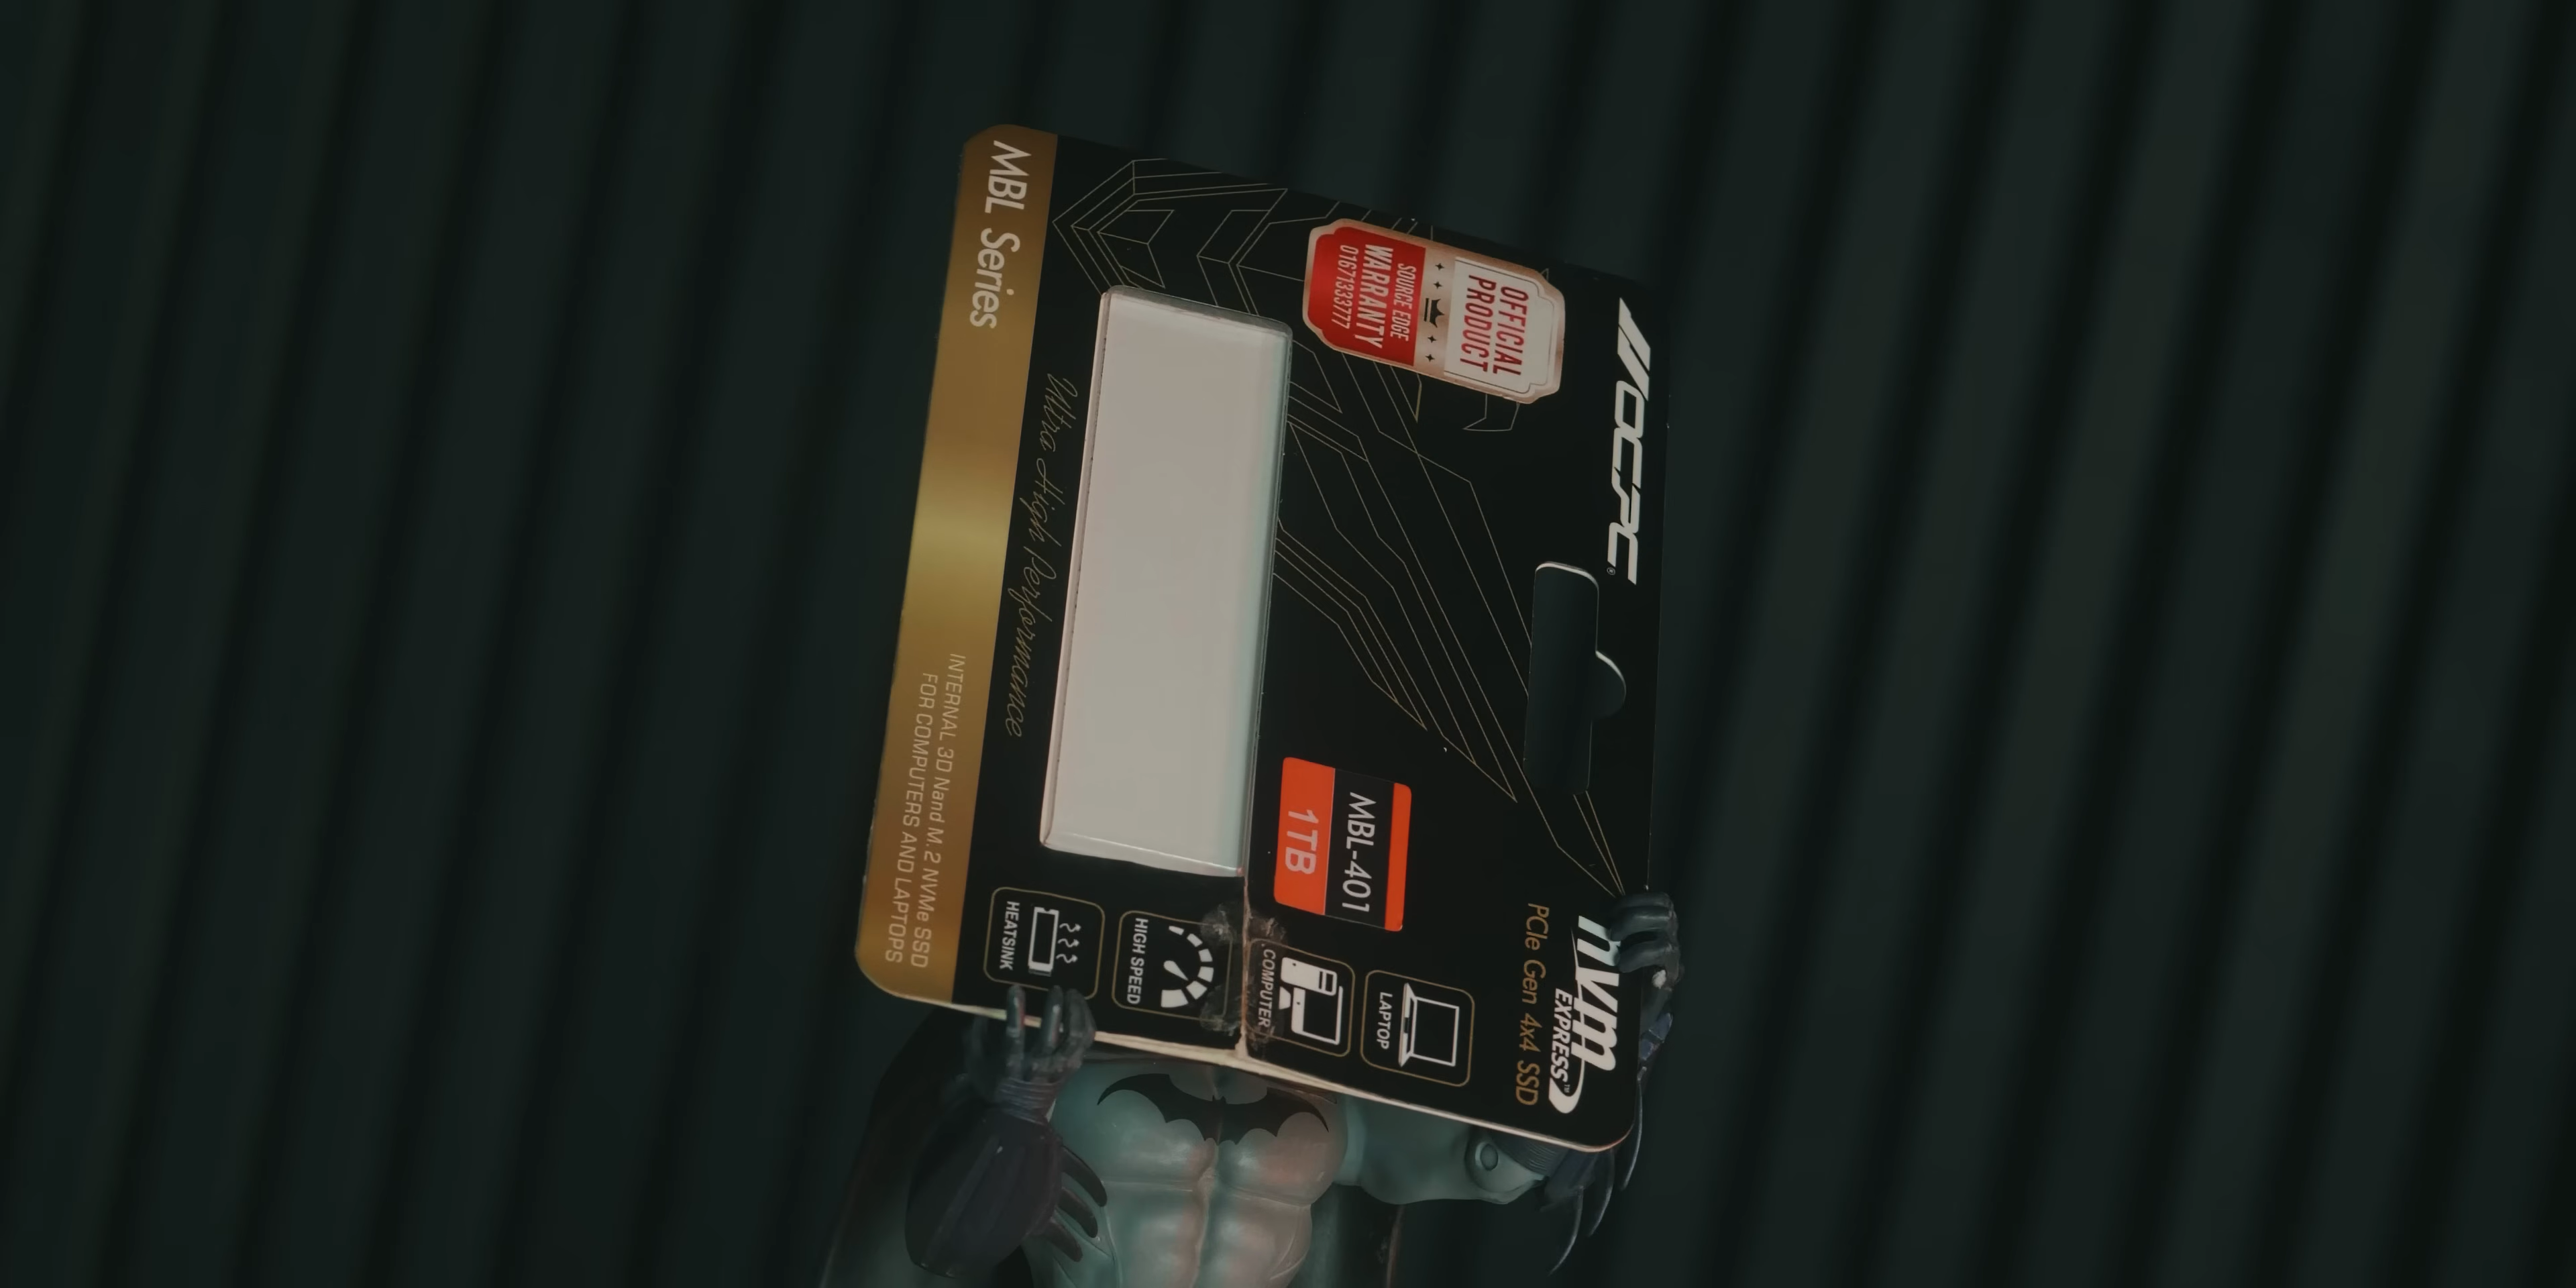 OCPC®
nvm
EXPRESS™
PCIe Gen 4x4 SSD
OFFICIAL
PRODUCT
SOURCE EDGE
WARRANTY
01671333777
MBL-401
1TB
LAPTOP
COMPUTER
HIGH SPEED
HEATSINK
Ultra High Performance
MBL Series
INTERNAL 3D Nand M.2 NVMe SSD
FOR COMPUTERS AND LAPTOPS